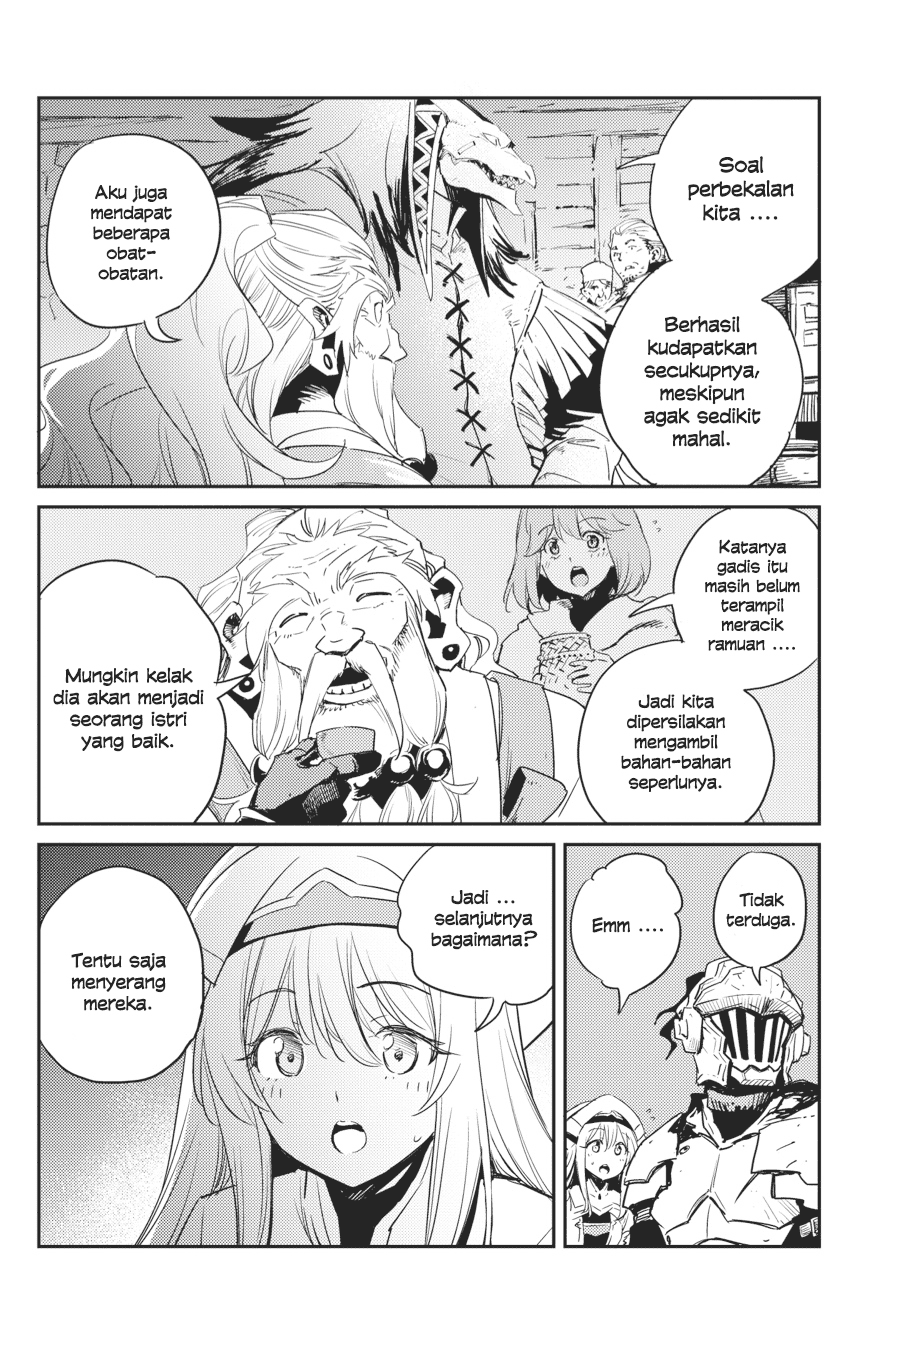 Soal
perbekalan
kita ....
Berhasil
kudapatkan
secukupnya,
meskipun
agak sedikit
mahal.
Aku juga
mendapat
beberapa
obat-
obatan.
Katanya
gadis itu
masih belum
terampil
meracik
ramuan ....
Jadi kita
dipersilakan
mengambil
bahan-bahan
seperlunya.
Mungkin kelak
dia akan menjadi
seorang istri
yang baik.
Tidak
terduga.
Emm ....
Jadi ...
selanjutnya
bagaimana?
Tentu saja
menyerang
mereka.